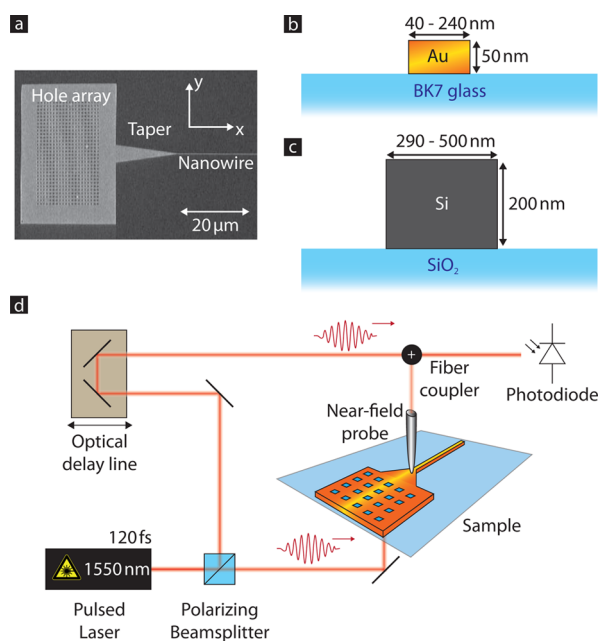 a
Hole array
Taper
y
x
Nanowire
20 μm
b
40 - 240 nm
Au
50 nm
BK7 glass
c
290 - 500 nm
Si
200 nm
SiO₂
d
Optical
delay line
+
Fiber
coupler
Photodiode
Near-field
probe
Sample
120 fs
1550 nm
Pulsed
Laser
Polarizing
Beamsplitter